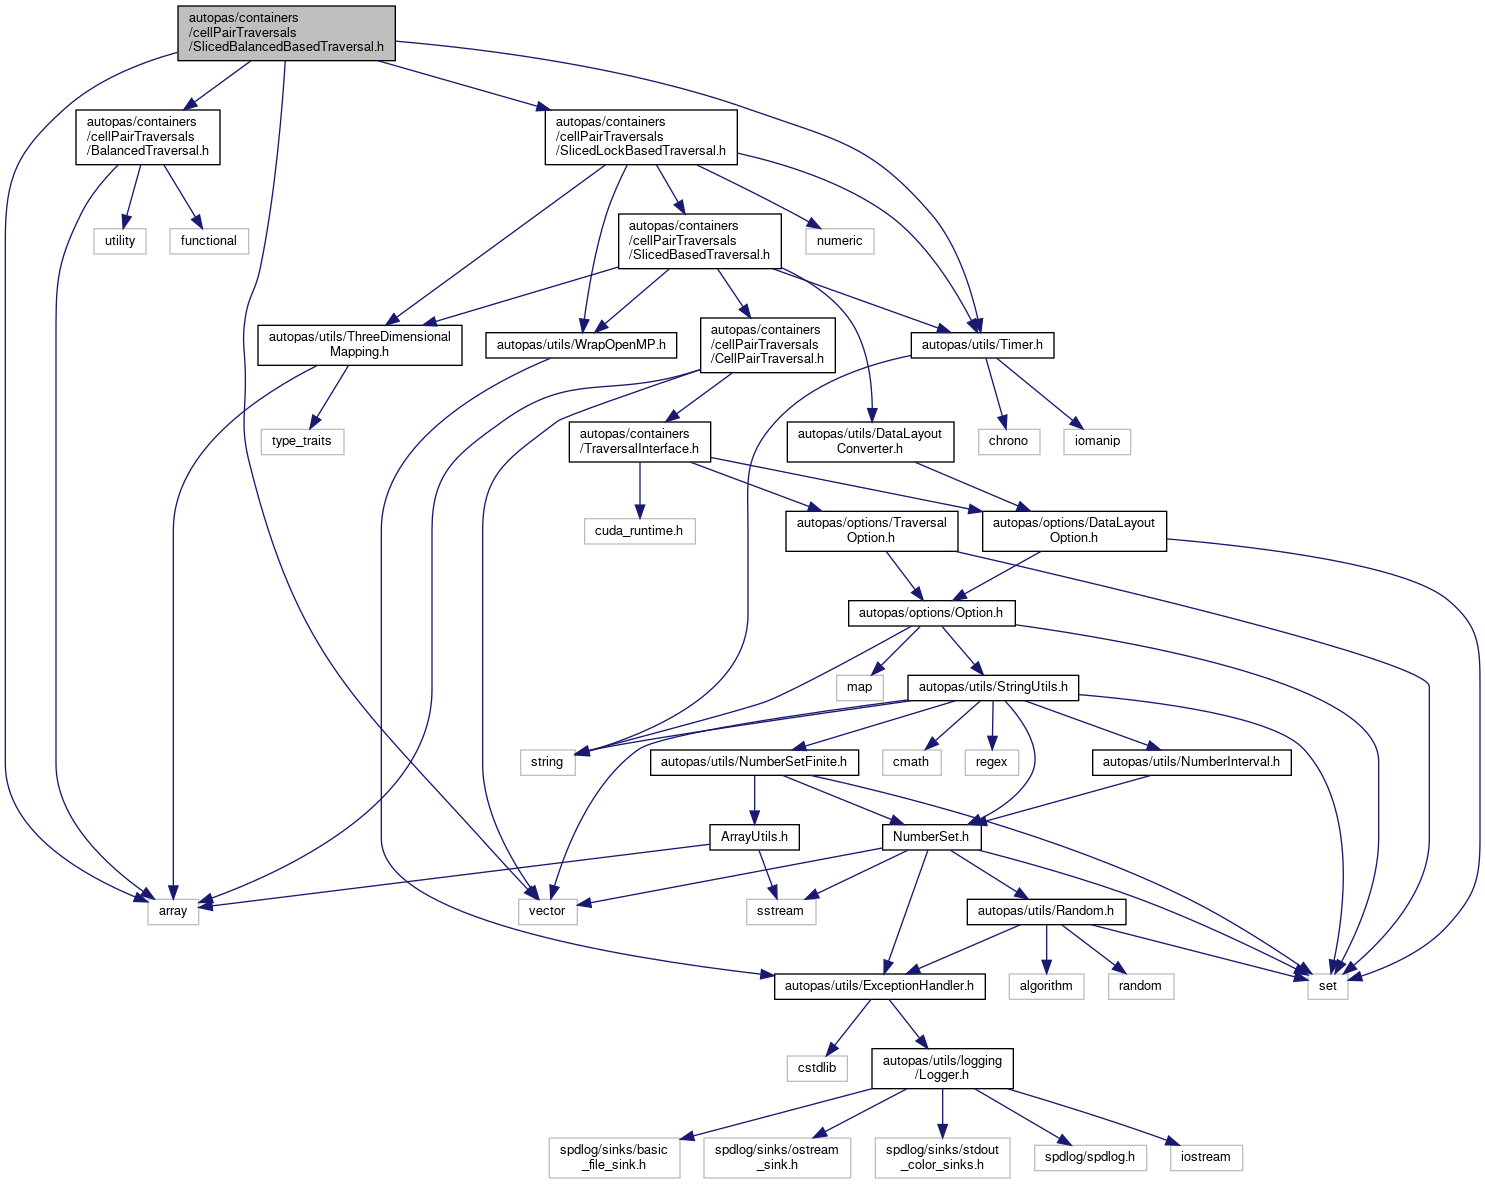 autopas/containers
/cellPairTraversals
/SlicedBalancedBasedTraversal.h
autopas/containers
/cellPairTraversals
/BalancedTraversal.h
autopas/containers
/cellPairTraversals
/SlicedLockBasedTraversal.h
utility
functional
autopas/containers
/cellPairTraversals
/SlicedBasedTraversal.h
numeric
autopas/utils/ThreeDimensional
Mapping.h
autopas/utils/WrapOpenMP.h
autopas/containers
/cellPairTraversals
/CellPairTraversal.h
autopas/utils/Timer.h
type_traits
autopas/containers
/TraversalInterface.h
autopas/utils/DataLayout
Converter.h
chrono
iomanip
cuda_runtime.h
autopas/options/Traversal
Option.h
autopas/options/DataLayout
Option.h
autopas/options/Option.h
map
autopas/utils/StringUtils.h
string
autopas/utils/NumberSetFinite.h
cmath
regex
autopas/utils/NumberInterval.h
ArrayUtils.h
NumberSet.h
array
vector
sstream
autopas/utils/Random.h
autopas/utils/ExceptionHandler.h
algorithm
random
set
cstdlib
autopas/utils/logging
/Logger.h
spdlog/sinks/basic
_file_sink.h
spdlog/sinks/ostream
_sink.h
spdlog/sinks/stdout
_color_sinks.h
spdlog/spdlog.h
iostream